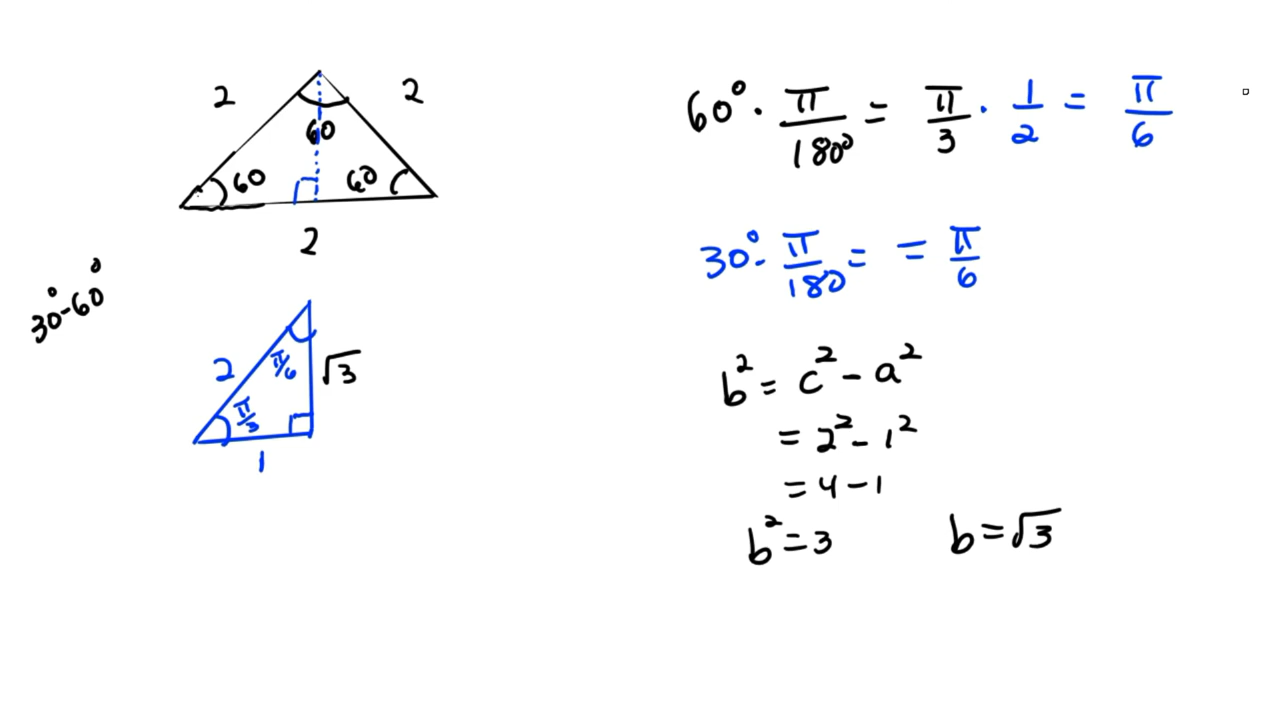 2 2
60
60 60
2
30°-60°
2 π/6 √3
π/3
1
60° · π/180° = π/3 · 1/2 = π/6
30° · π/180 = = π/6
b² = c² - a²
= 2² - 1²
= 4 - 1
b² = 3 b = √3